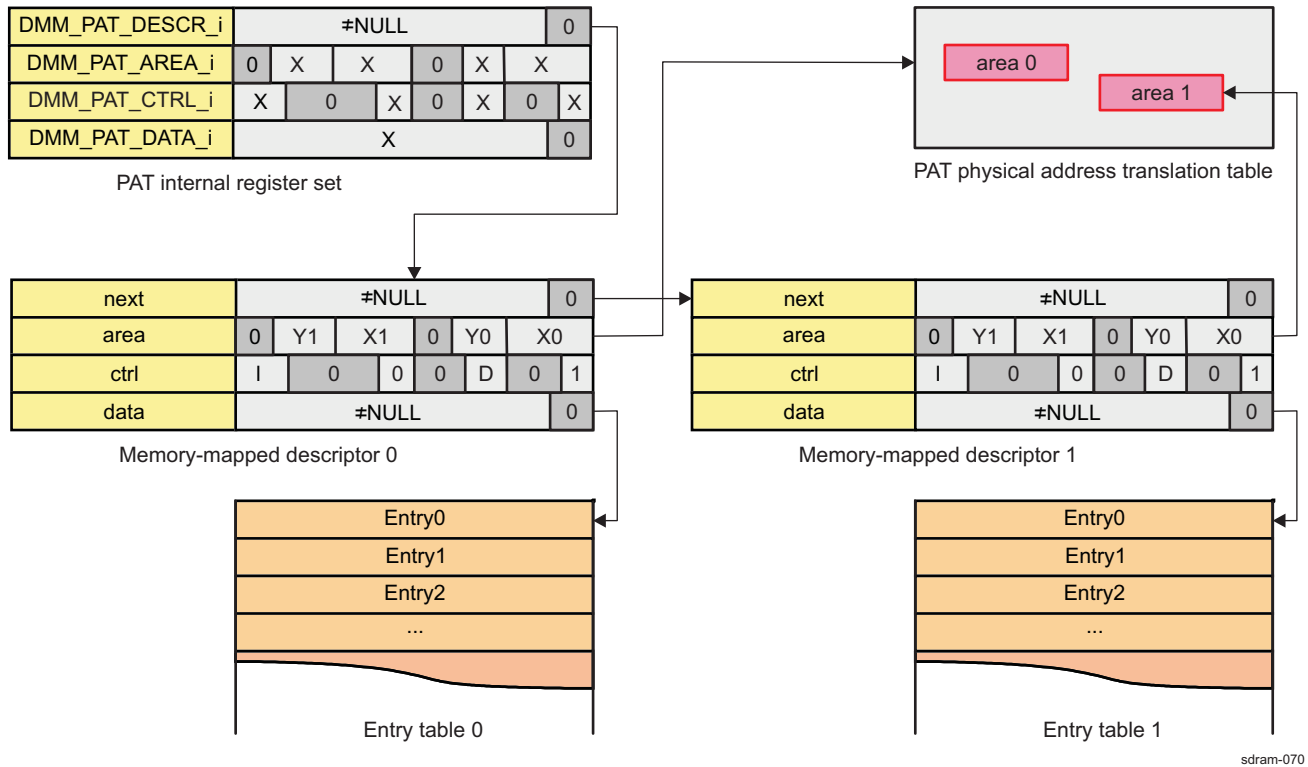 DMM_PAT_DESCR_i ≠NULL 0
DMM_PAT_AREA_i 0 X X 0 X X
DMM_PAT_CTRL_i X 0 X 0 X 0 X
DMM_PAT_DATA_i X 0
PAT internal register set
area 0
area 1
PAT physical address translation table
next ≠NULL 0
area 0 Y1 X1 0 Y0 X0
ctrl I 0 0 0 D 0 1
data ≠NULL 0
Memory-mapped descriptor 0
next ≠NULL 0
area 0 Y1 X1 0 Y0 X0
ctrl I 0 0 0 D 0 1
data ≠NULL 0
Memory-mapped descriptor 1
Entry0
Entry1
Entry2
...
Entry table 0
Entry0
Entry1
Entry2
...
Entry table 1
sdram-070